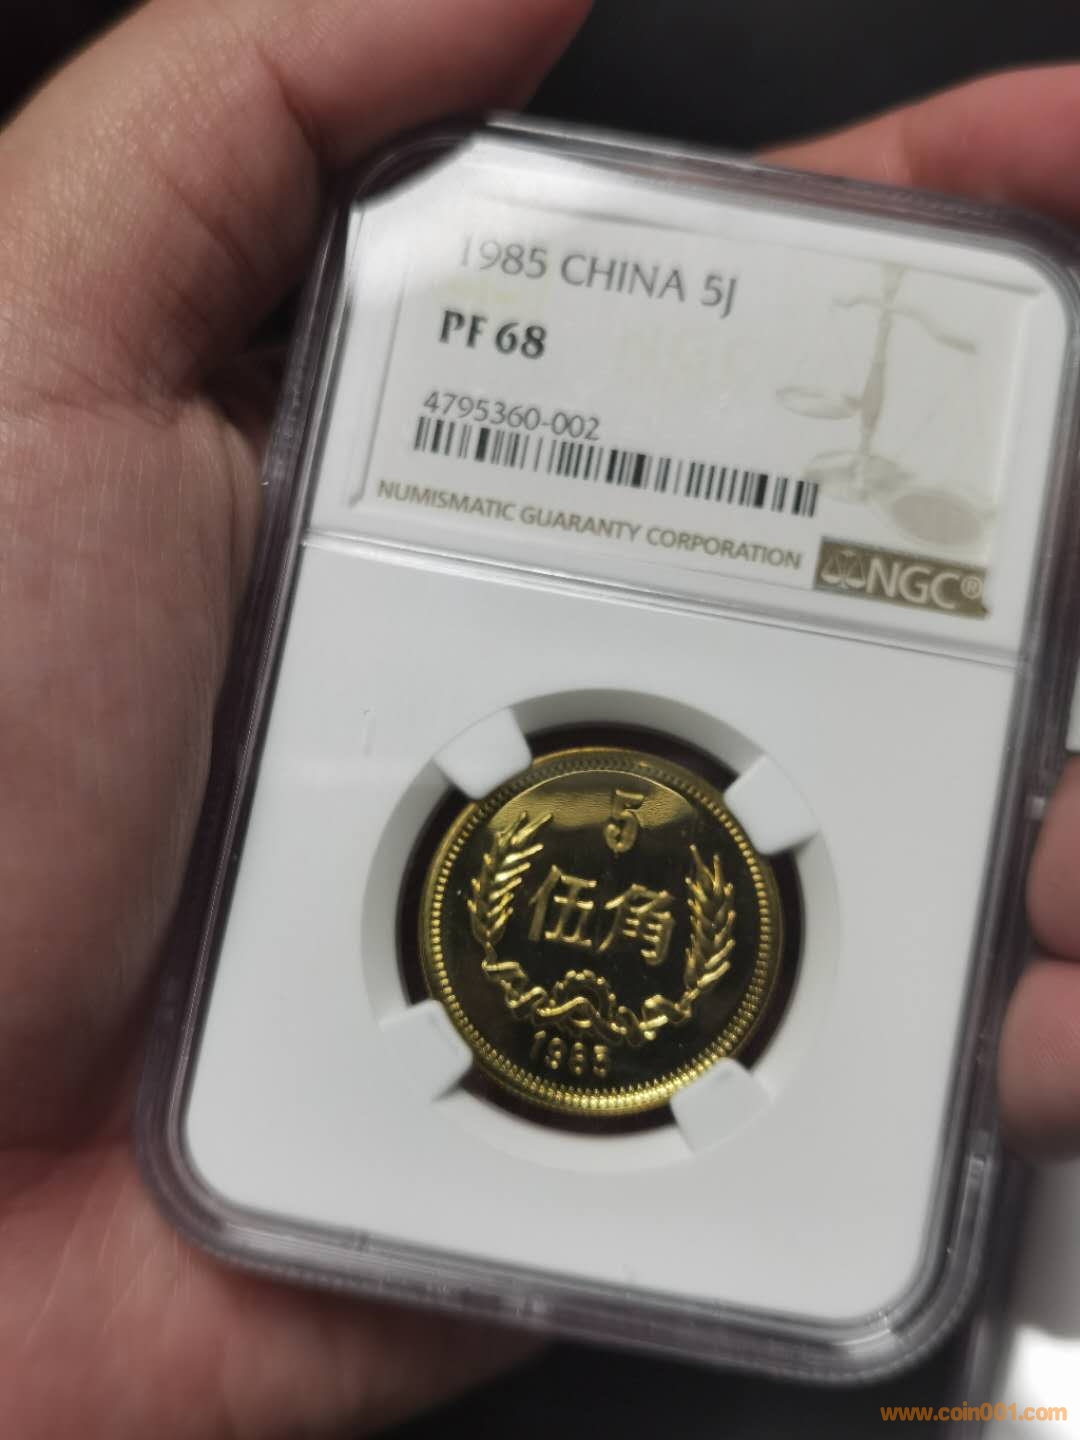 1985 CHINA 5J
PF 68
4795360-002
NUMISMATIC GUARANTY CORPORATION
NGC®
5
伍角
1985
www.coin001.com